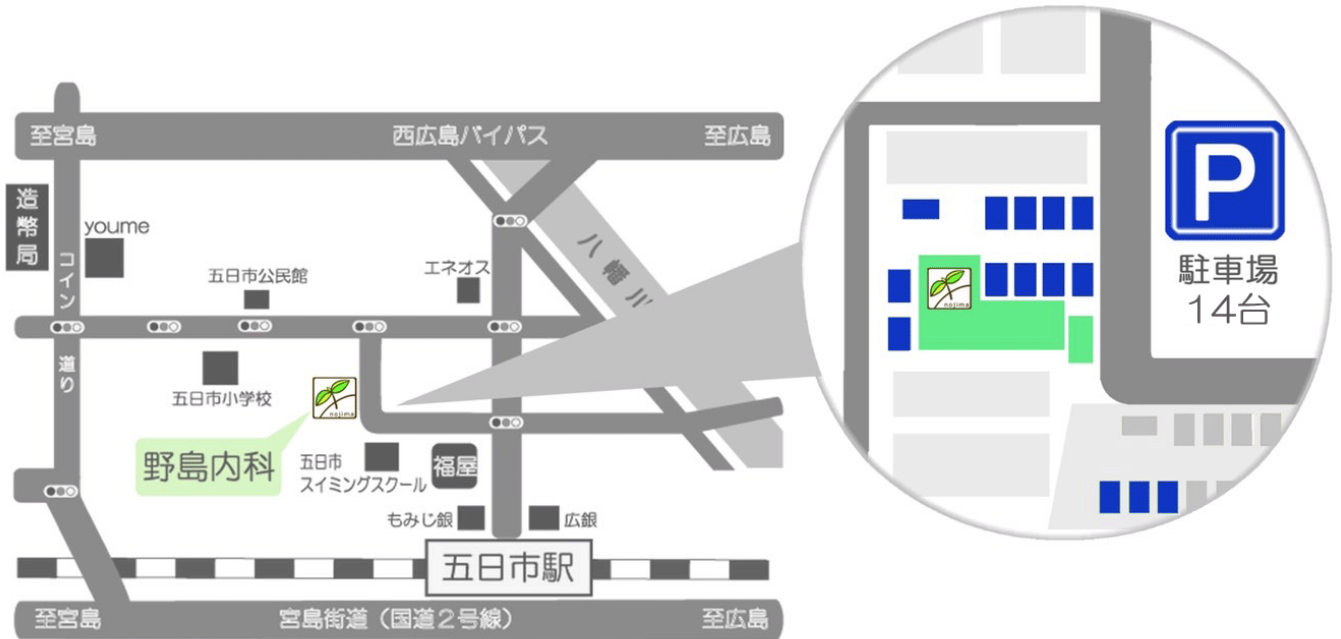 至宮島
西広島バイパス
至広島
造幣局
youme
コイン通り
五日市公民館
エネオス
八幡川
五日市小学校
nojima
野島内科
五日市
スイミングスクール
福屋
もみじ銀
広銀
五日市駅
至宮島
宮島街道（国道２号線）
至広島
nojima
P
駐車場
14台